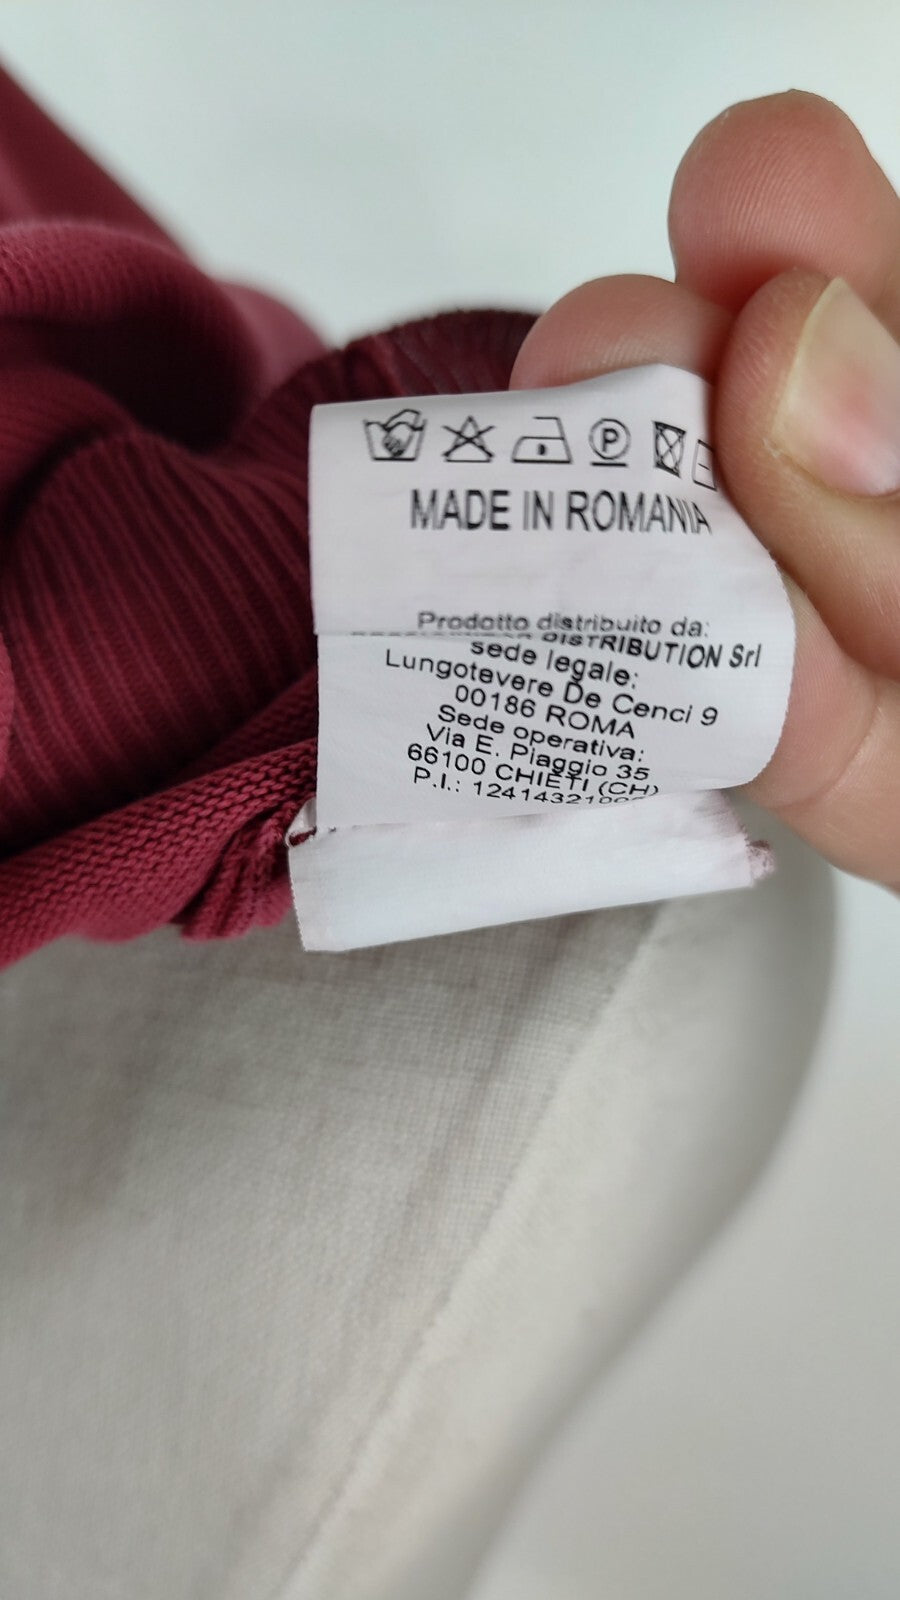 MADE IN ROMANIA
Prodotto distribuito da:
DISTRIBUTION Srl
sede legale:
Lungotevere De Cenci 9
00186 ROMA
Sede operativa:
Via E. Piaggio 35
66100 CHIETI (CH)
P.I.: